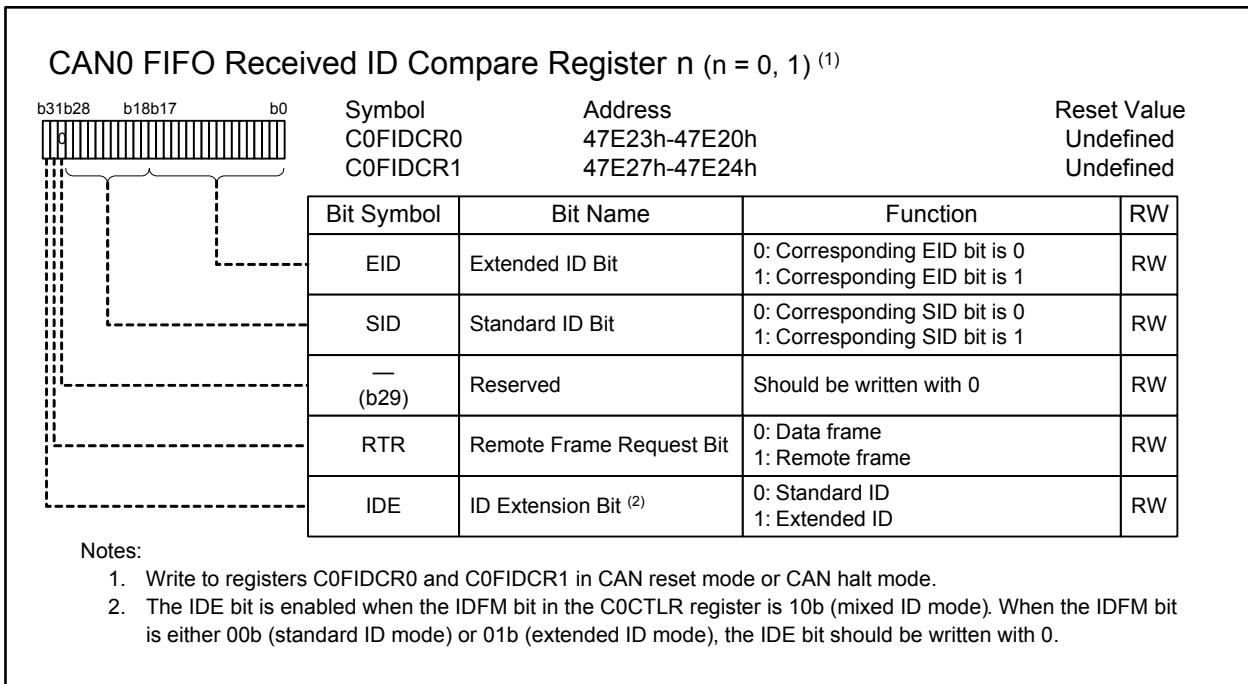 CAN0 FIFO Received ID Compare Register n (n = 0, 1) (1)
b31b28 b18b17 b0
0
Symbol Address Reset Value
C0FIDCR0 47E23h-47E20h Undefined
C0FIDCR1 47E27h-47E24h Undefined
Bit Symbol Bit Name Function RW
EID Extended ID Bit 0: Corresponding EID bit is 0
1: Corresponding EID bit is 1 RW
SID Standard ID Bit 0: Corresponding SID bit is 0
1: Corresponding SID bit is 1 RW
—
(b29) Reserved Should be written with 0 RW
RTR Remote Frame Request Bit 0: Data frame
1: Remote frame RW
IDE ID Extension Bit (2) 0: Standard ID
1: Extended ID RW
Notes:
1. Write to registers C0FIDCR0 and C0FIDCR1 in CAN reset mode or CAN halt mode.
2. The IDE bit is enabled when the IDFM bit in the C0CTLR register is 10b (mixed ID mode). When the IDFM bit
is either 00b (standard ID mode) or 01b (extended ID mode), the IDE bit should be written with 0.